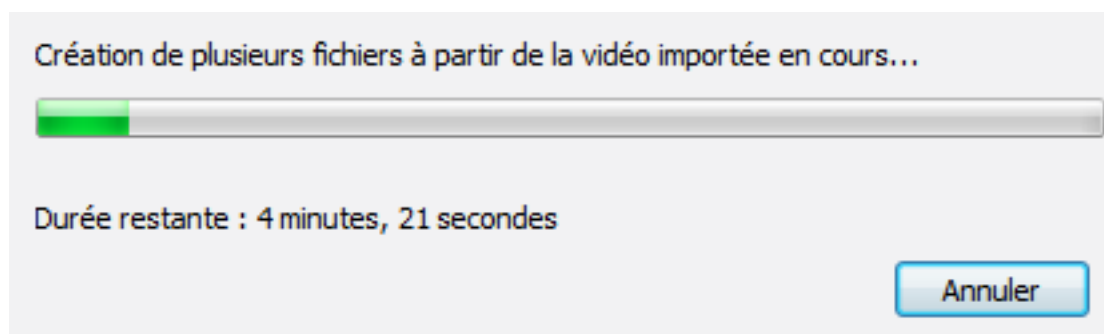 Création de plusieurs fichiers à partir de la vidéo importée en cours...
Durée restante : 4 minutes, 21 secondes
Annuler